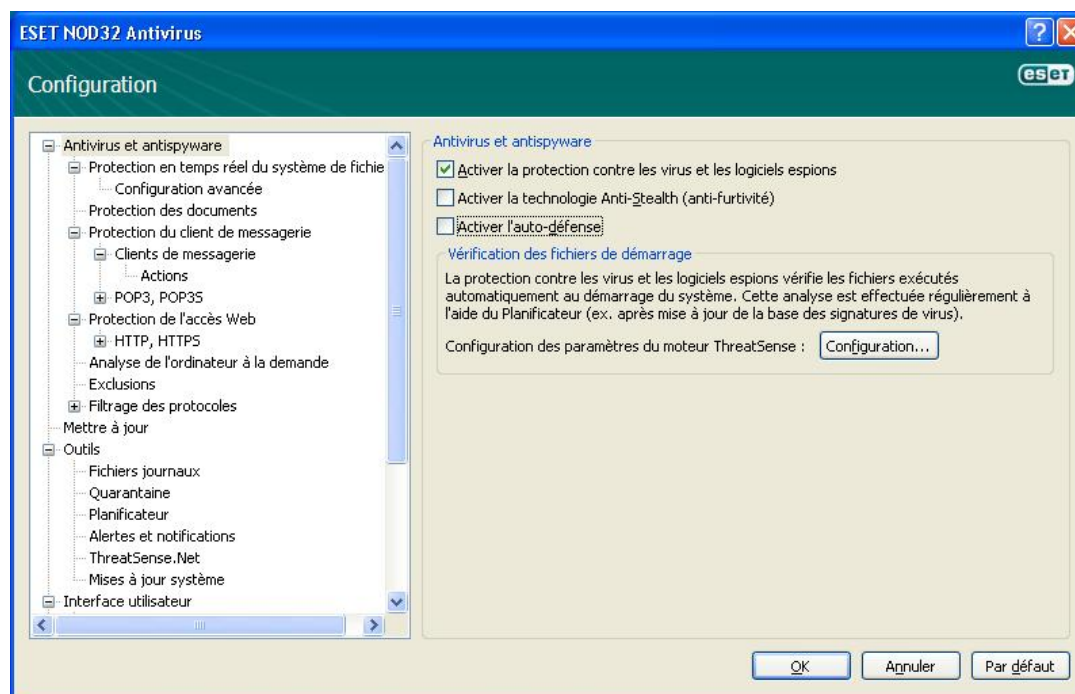 ESET NOD32 Antivirus
Configuration
eset
Antivirus et antispyware
Protection en temps réel du système de fichie
Configuration avancée
Protection des documents
Protection du client de messagerie
Clients de messagerie
Actions
POP3, POP3S
Protection de l'accès Web
HTTP, HTTPS
Analyse de l'ordinateur à la demande
Exclusions
Filtrage des protocoles
Mettre à jour
Outils
Fichiers journaux
Quarantaine
Planificateur
Alertes et notifications
ThreatSense.Net
Mises à jour système
Interface utilisateur
Antivirus et antispyware
Activer la protection contre les virus et les logiciels espions
Activer la technologie Anti-Stealth (anti-furtivité)
Activer l'auto-défense
Vérification des fichiers de démarrage
La protection contre les virus et les logiciels espions vérifie les fichiers exécutés
automatiquement au démarrage du système. Cette analyse est effectuée régulièrement à
l'aide du Planificateur (ex. après mise à jour de la base des signatures de virus).
Configuration des paramètres du moteur ThreatSense :
Configuration...
OK
Annuler
Par défaut